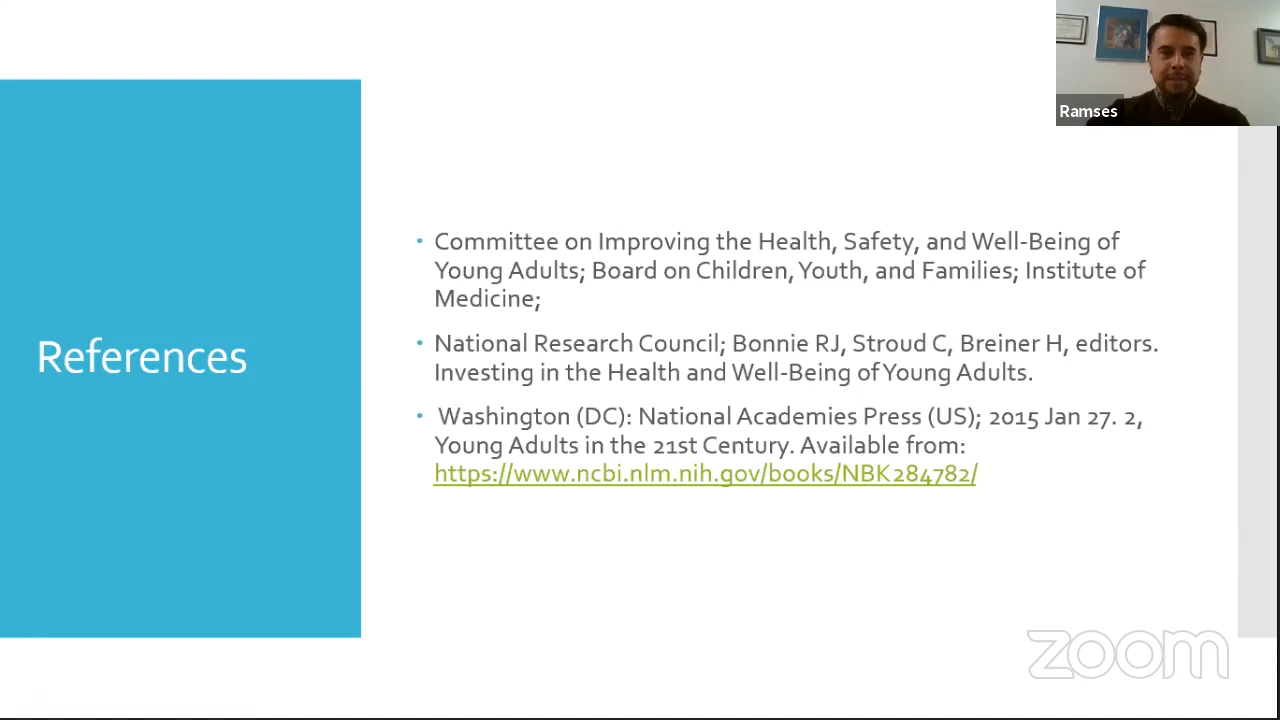 Ramses
References
• Committee on Improving the Health, Safety, and Well-Being of
Young Adults; Board on Children, Youth, and Families; Institute of
Medicine;
• National Research Council; Bonnie RJ, Stroud C, Breiner H, editors.
Investing in the Health and Well-Being of Young Adults.
• Washington (DC): National Academies Press (US); 2015 Jan 27. 2,
Young Adults in the 21st Century. Available from:
https://www.ncbi.nlm.nih.gov/books/NBK284782/
zoom